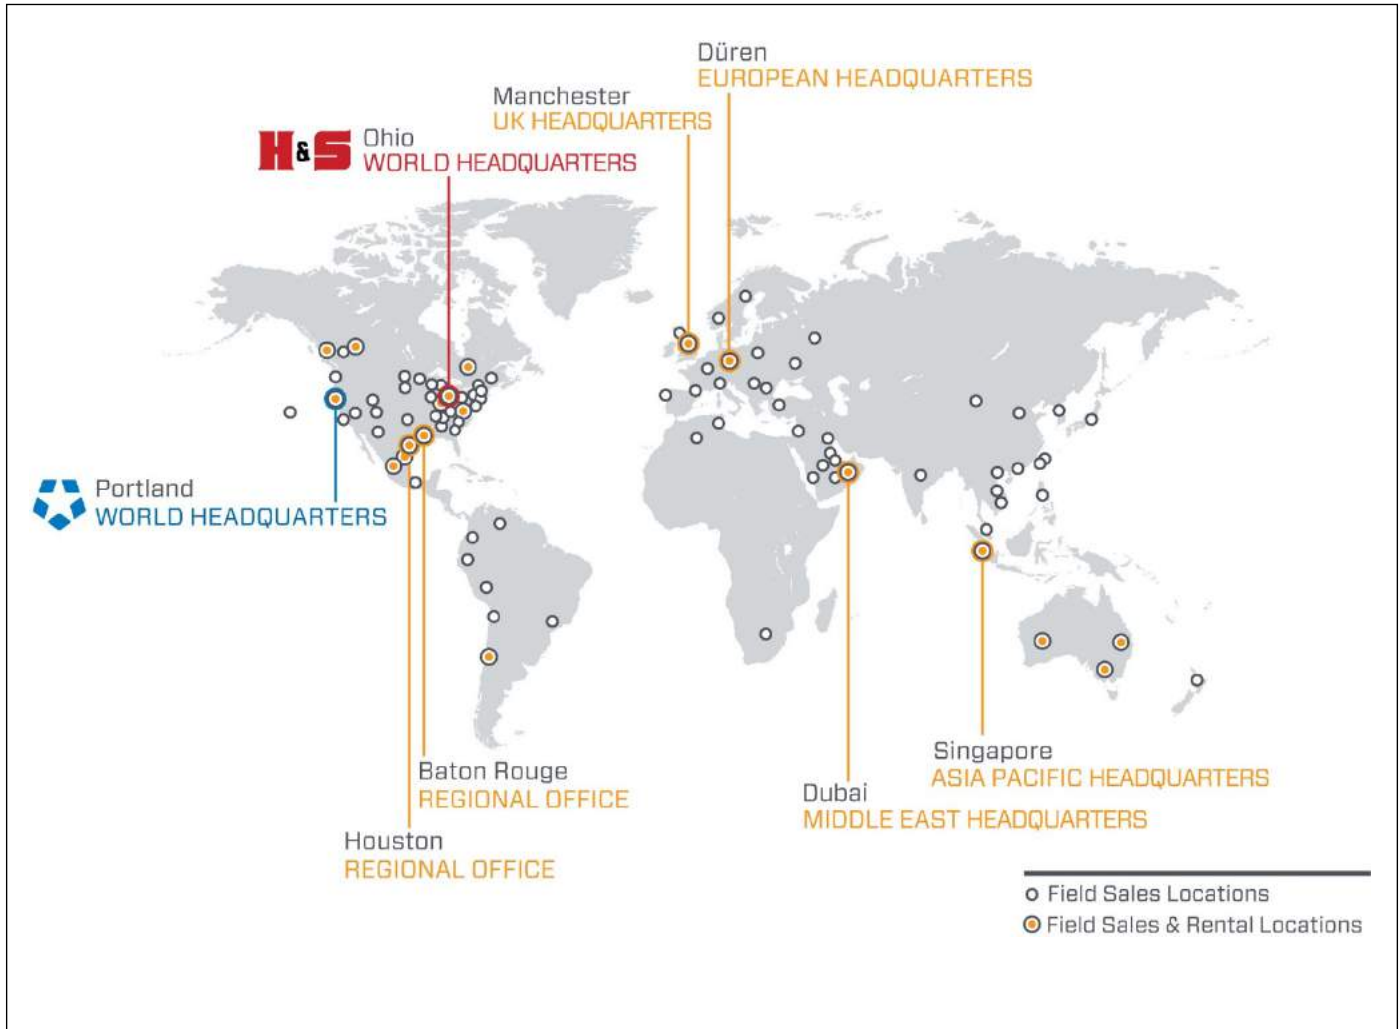 Düren
EUROPEAN HEADQUARTERS
Manchester
UK HEADQUARTERS
H&S
Ohio
WORLD HEADQUARTERS
Portland
WORLD HEADQUARTERS
Baton Rouge
REGIONAL OFFICE
Houston
REGIONAL OFFICE
Singapore
ASIA PACIFIC HEADQUARTERS
Dubai
MIDDLE EAST HEADQUARTERS
Field Sales Locations
Field Sales & Rental Locations